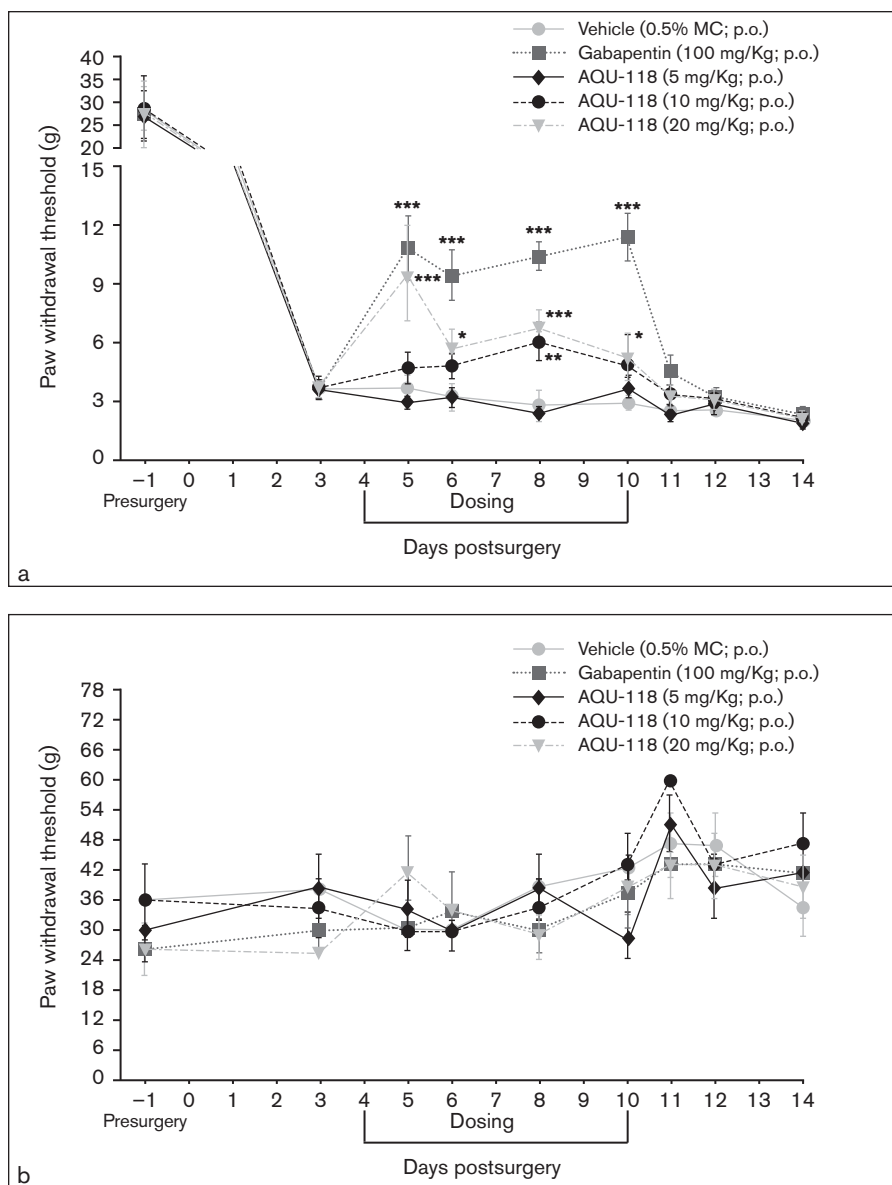 40
35
30
25
20
15
12
9
6
3
0
Paw withdrawal threshold (g)
Vehicle (0.5% MC; p.o.)
Gabapentin (100 mg/Kg; p.o.)
AQU-118 (5 mg/Kg; p.o.)
AQU-118 (10 mg/Kg; p.o.)
AQU-118 (20 mg/Kg; p.o.)
*** *** *** ***
*** * *** ** *
−1 0 1 2 3 4 5 6 7 8 9 10 11 12 13 14
Presurgery
Dosing
Days postsurgery
a
Vehicle (0.5% MC; p.o.)
Gabapentin (100 mg/Kg; p.o.)
AQU-118 (5 mg/Kg; p.o.)
AQU-118 (10 mg/Kg; p.o.)
AQU-118 (20 mg/Kg; p.o.)
78
72
66
60
54
48
42
36
30
24
18
12
6
0
Paw withdrawal threshold (g)
−1 0 1 2 3 4 5 6 7 8 9 10 11 12 13 14
Presurgery
Dosing
Days postsurgery
b